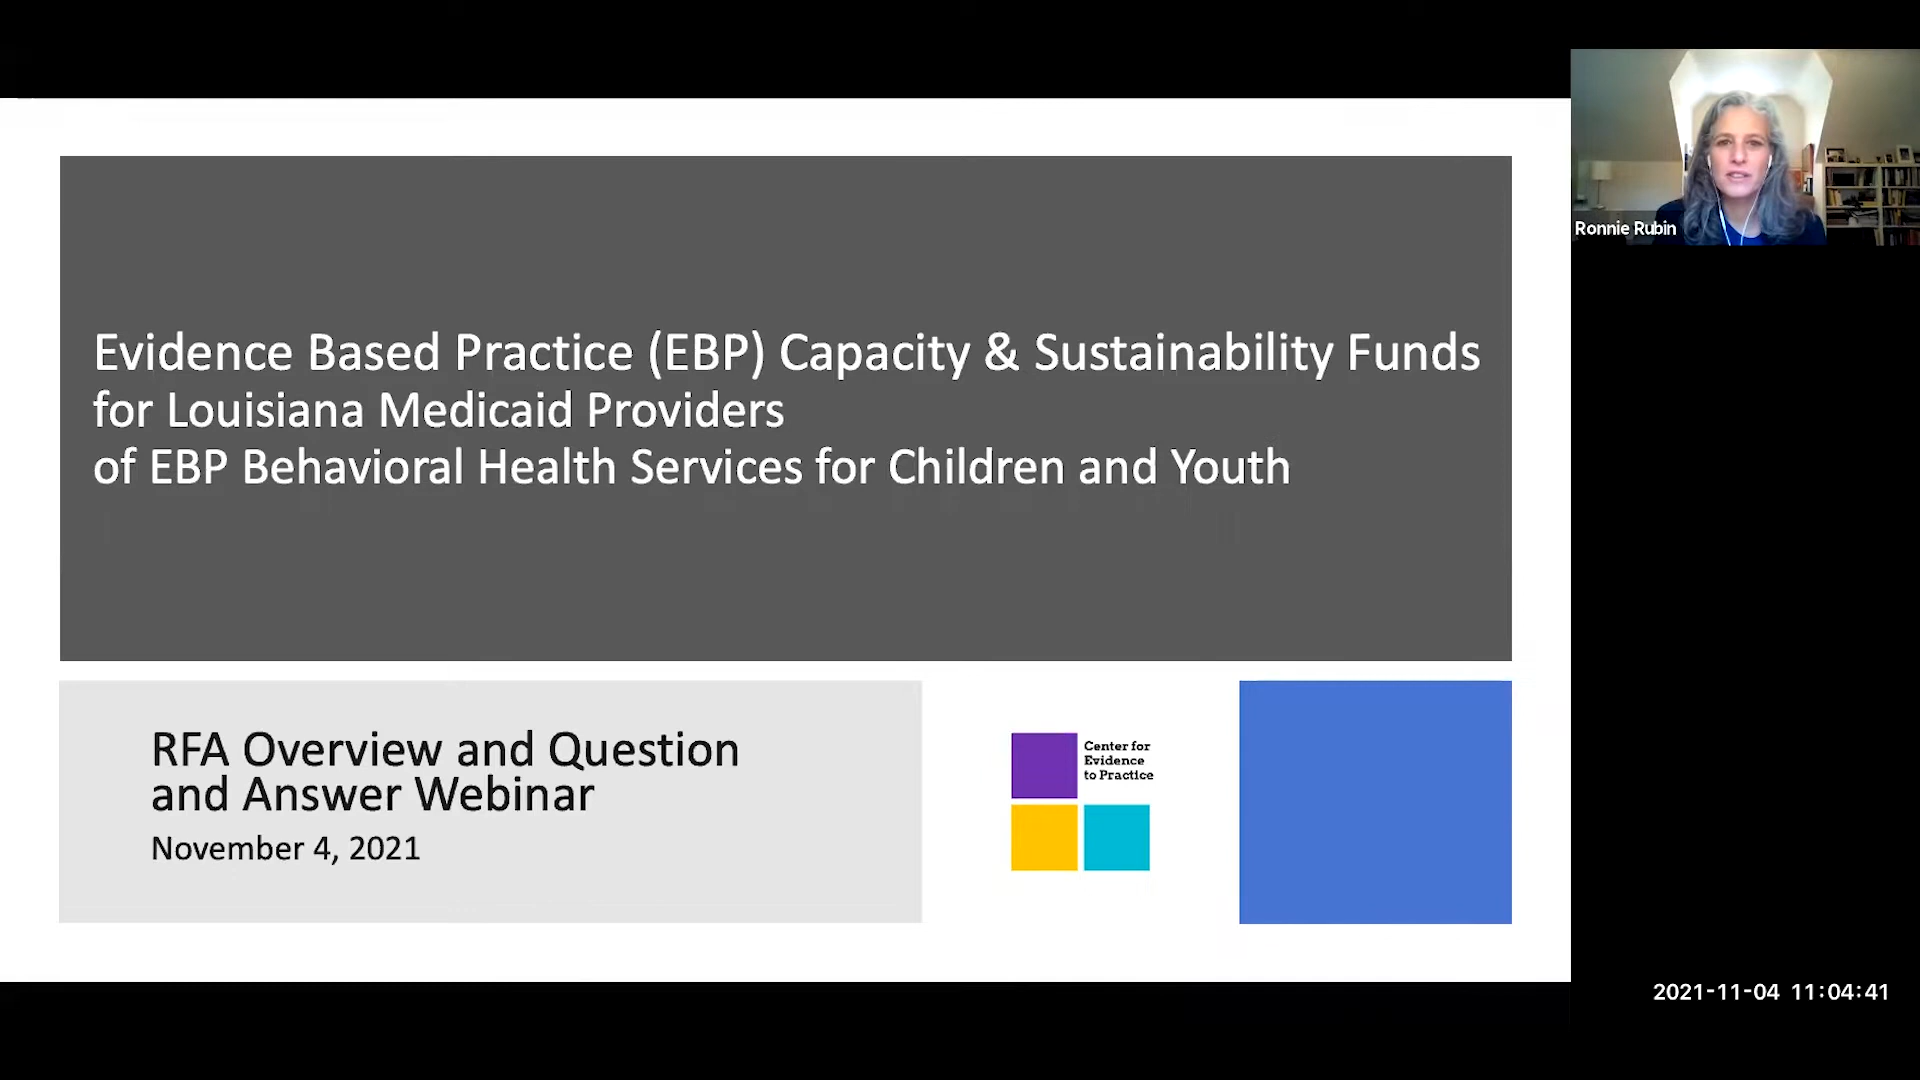 Evidence Based Practice (EBP) Capacity & Sustainability Funds
for Louisiana Medicaid Providers
of EBP Behavioral Health Services for Children and Youth
RFA Overview and Question
and Answer Webinar
November 4, 2021
Center for
Evidence
to Practice
Ronnie Rubin
2021-11-04 11:04:41